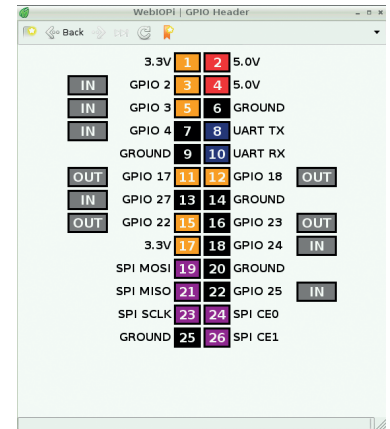 WebIOPi | GPIO Header
Back
3.3V 1 2 5.0V
IN GPIO 2 3 4 5.0V
IN GPIO 3 5 6 GROUND
IN GPIO 4 7 8 UART TX
GROUND 9 10 UART RX
OUT GPIO 17 11 12 GPIO 18 OUT
IN GPIO 27 13 14 GROUND
OUT GPIO 22 15 16 GPIO 23 OUT
3.3V 17 18 GPIO 24 IN
SPI MOSI 19 20 GROUND
SPI MISO 21 22 GPIO 25 IN
SPI SCLK 23 24 SPI CE0
GROUND 25 26 SPI CE1